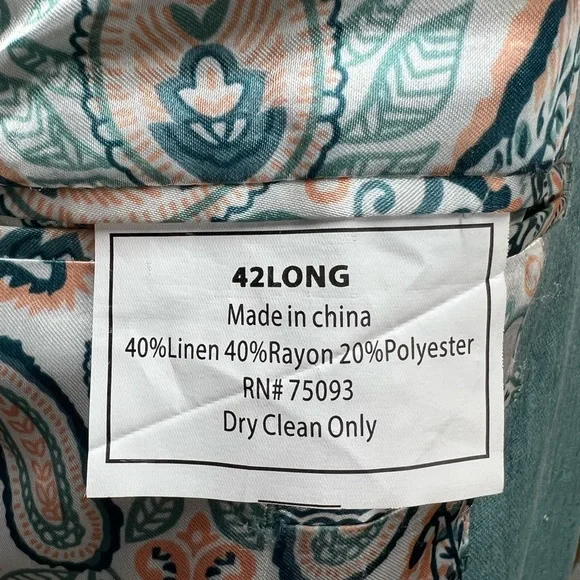 42LONG
Made in china
40%Linen 40%Rayon 20%Polyester
RN# 75093
Dry Clean Only